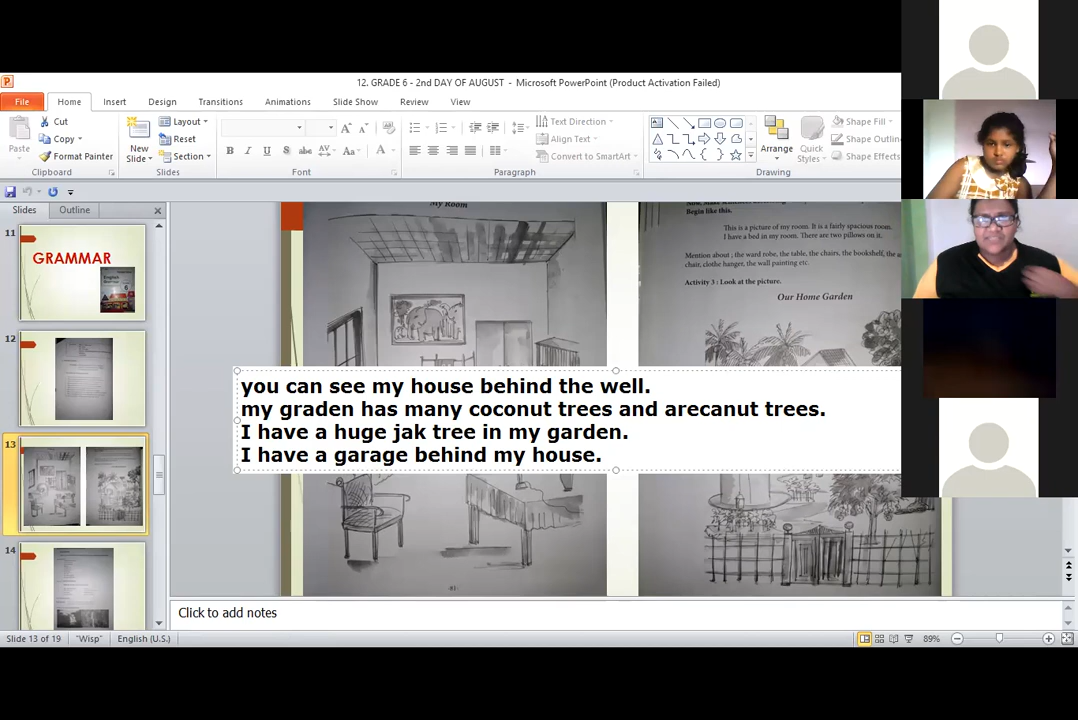 12. GRADE 6 - 2nd DAY OF AUGUST - Microsoft PowerPoint (Product Activation Failed)
File Home Insert Design Transitions Animations Slide Show Review View
Paste
Cut
Copy
Format Painter
Clipboard
New
Slide
Layout
Reset
Section
Slides
B I U S abc AV Aa A
Font
Text Direction
Align Text
Convert to SmartArt
Paragraph
Arrange
Quick
Styles
Shape Fill
Shape Outlin
Shape Effects
Drawing
Slides Outline
11
GRAMMAR
12
13
14
My Room
Begin like this.
This is a picture of my room. It is a fairly spacious room.
I have a bed in my room. There are two pillows on it.
Mention about ; the ward robe, the table, the chairs, the bookshelf, the
chair, clothe hanger, the wall painting etc.
Activity 3 : Look at the picture.
Our Home Garden
you can see my house behind the well.
my graden has many coconut trees and arecanut trees.
I have a huge jak tree in my garden.
I have a garage behind my house.
Click to add notes
Slide 13 of 19 "Wisp" English (U.S.) 89%